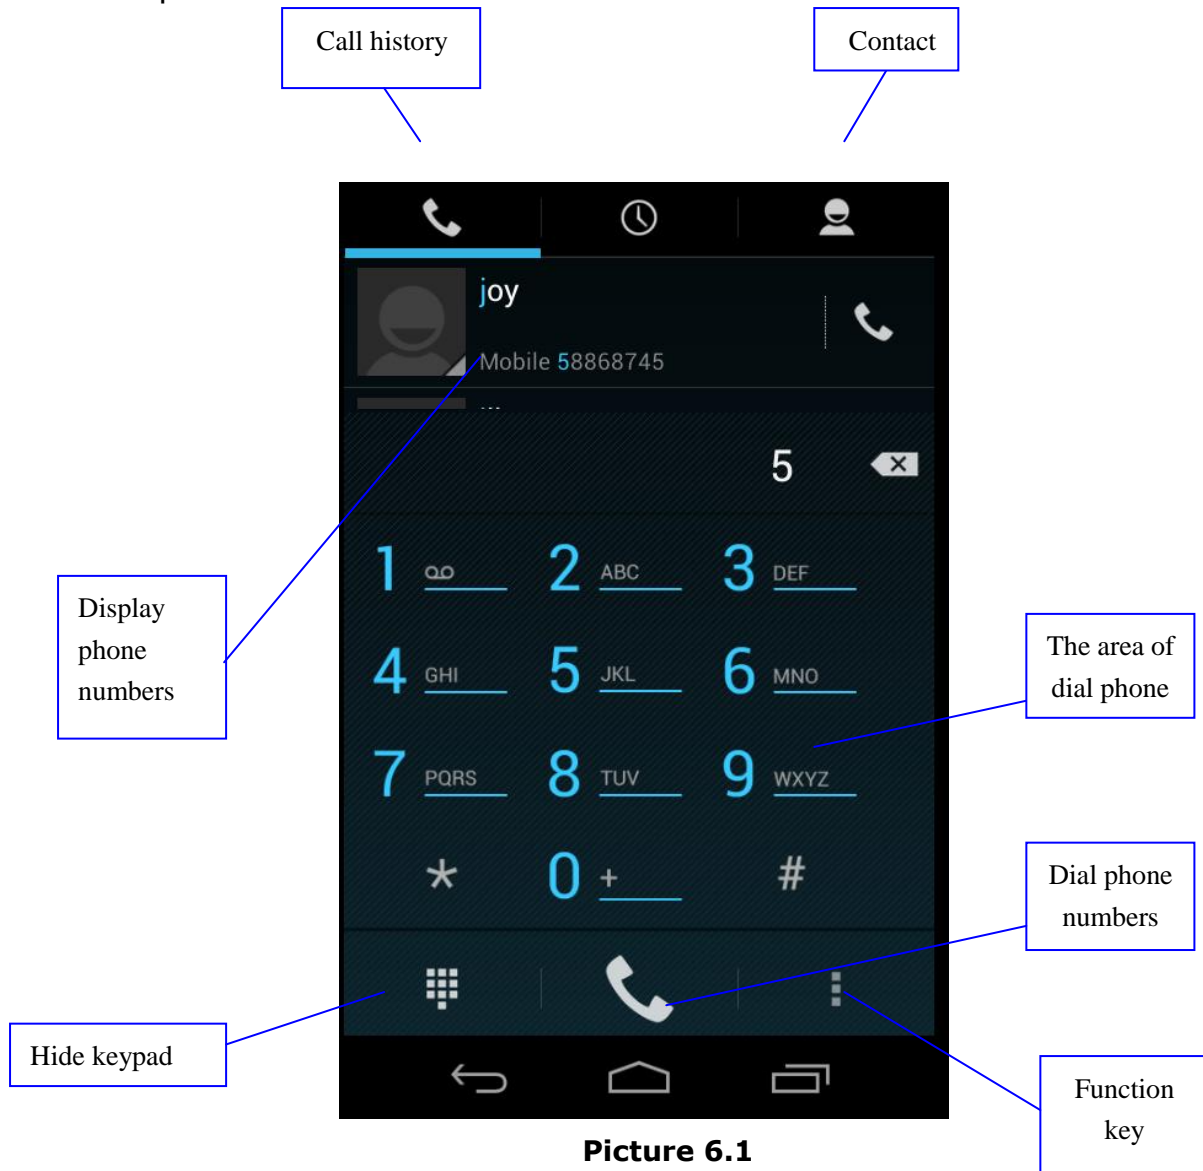 Call history
Contact
joy
Mobile 58868745
5
1
2 ABC
3 DEF
Display
phone
numbers
4 GHI
5 JKL
6 MNO
The area of
dial phone
7 PQRS
8 TUV
9 WXYZ
* 0 + #
Dial phone
numbers
Hide keypad
Function
key
Picture 6.1